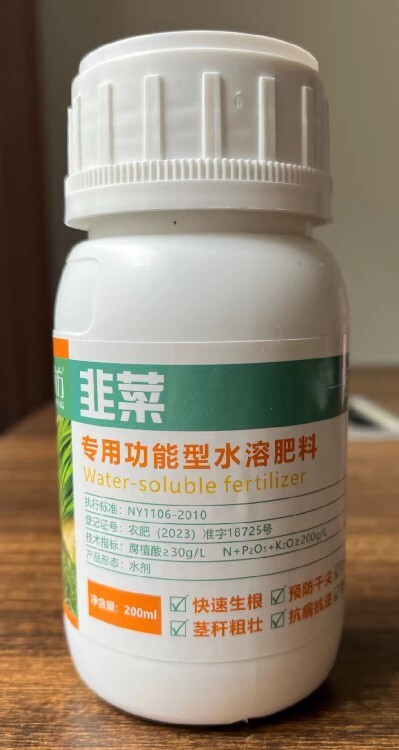 韭菜
专用功能型水溶肥料
Water-soluble fertilizer
执行标准：NY1106-2010
登记证号：农肥（2023）准字18725号
技术指标：腐植酸≥30g/L N+P₂O₅+K₂O≥200g/L
产品形态：水剂
净含量：200ml
快速生根 预防干尖
茎秆粗壮 抗病抗逆